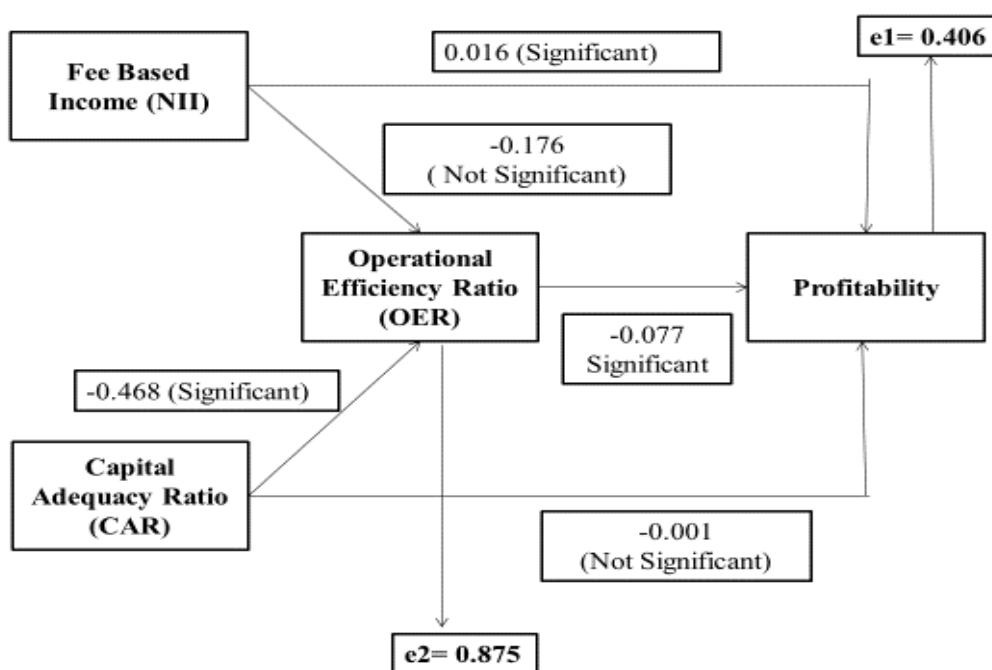 0.016 (Significant)
e1= 0.406
Fee Based
Income (NII)
-0.176
( Not Significant)
Operational
Efficiency Ratio
(OER)
Profitability
-0.077
Significant
-0.468 (Significant)
Capital
Adequacy Ratio
(CAR)
-0.001
(Not Significant)
e2= 0.875